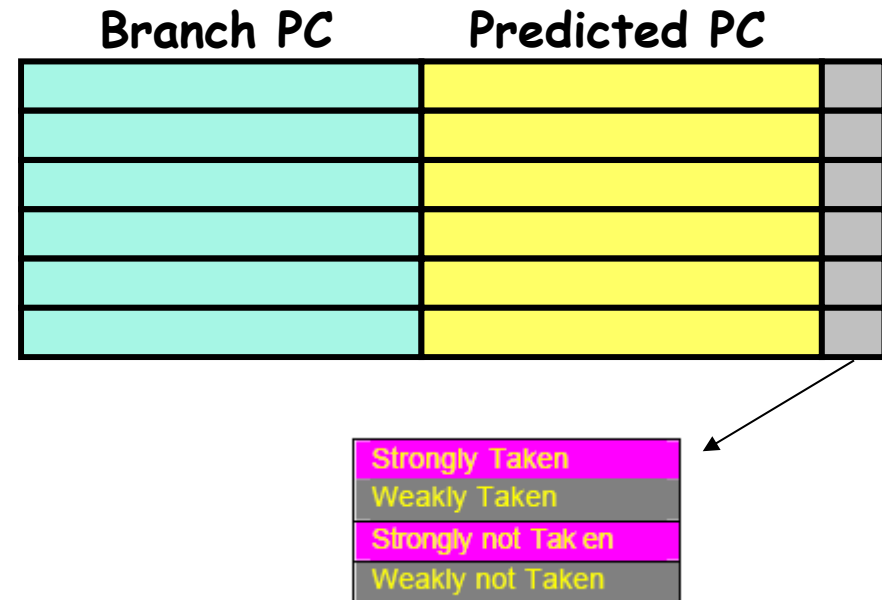 Branch PC Predicted PC
Strongly Taken
Weakly Taken
Strongly not Tak en
Weakly not Taken